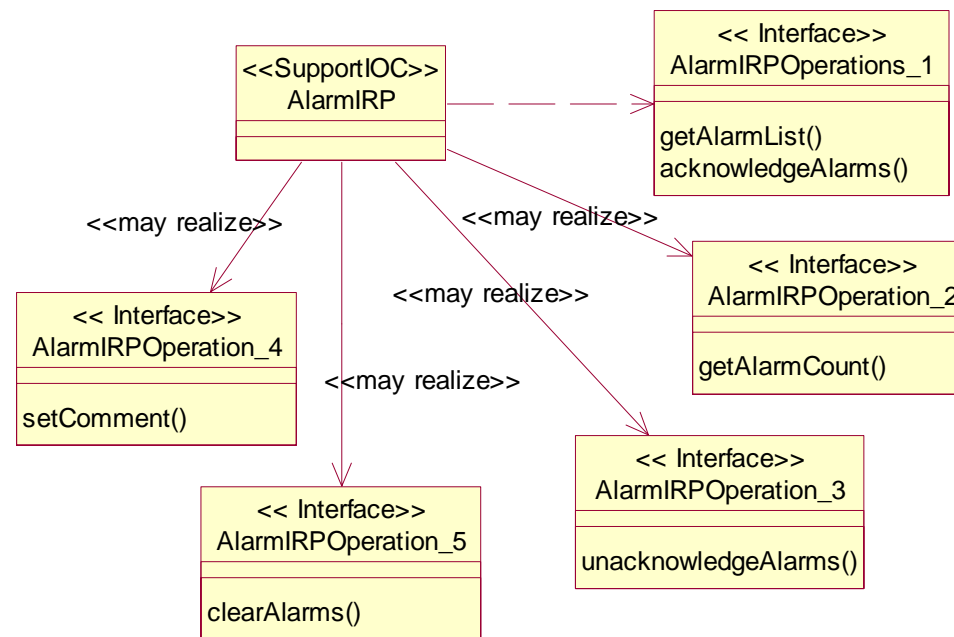 <<SupportIOC>>
AlarmIRP
<< Interface>>
AlarmIRPOperations_1
getAlarmList()
acknowledgeAlarms()
<<may realize>>
<<may realize>>
<<may realize>>
<<may realize>>
<< Interface>>
AlarmIRPOperation_2
getAlarmCount()
<< Interface>>
AlarmIRPOperation_4
setComment()
<< Interface>>
AlarmIRPOperation_3
unacknowledgeAlarms()
<< Interface>>
AlarmIRPOperation_5
clearAlarms()